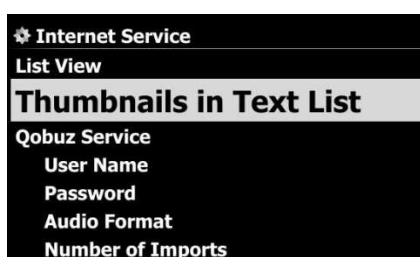 Internet Service
List View
Thumbnails in Text List
Qobuz Service
User Name
Password
Audio Format
Number of Imports